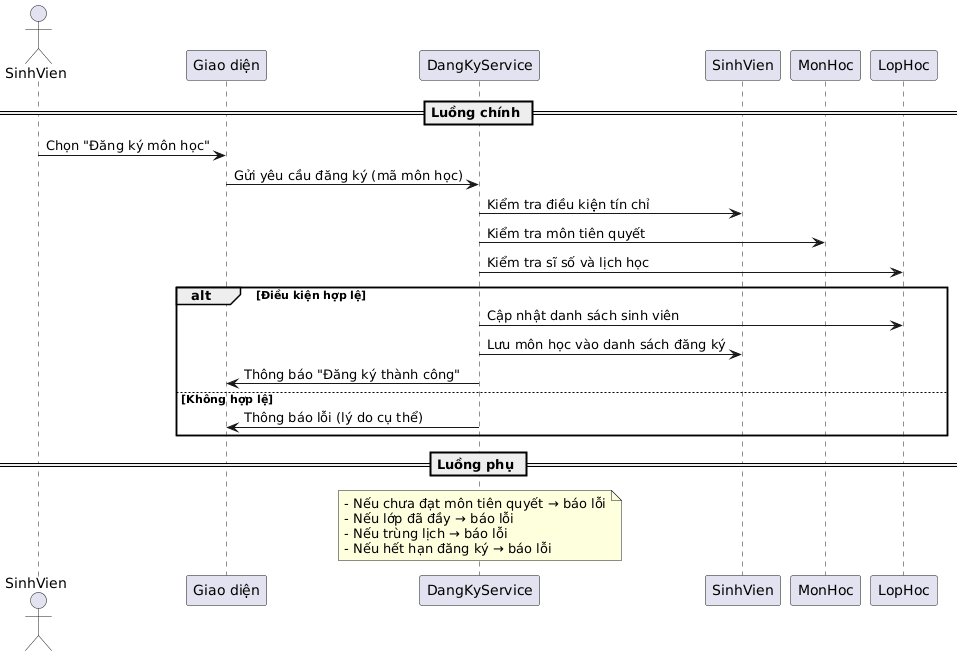 SinhVien
Giao diện
DangKyService
SinhVien
MonHoc
LopHoc
Luồng chính
Chọn "Đăng ký môn học"
Gửi yêu cầu đăng ký (mã môn học)
Kiểm tra điều kiện tín chỉ
Kiểm tra môn tiên quyết
Kiểm tra sĩ số và lịch học
alt
[Điều kiện hợp lệ]
Cập nhật danh sách sinh viên
Lưu môn học vào danh sách đăng ký
Thông báo "Đăng ký thành công"
[Không hợp lệ]
Thông báo lỗi (lý do cụ thể)
Luồng phụ
- Nếu chưa đạt môn tiên quyết → báo lỗi
- Nếu lớp đã đầy → báo lỗi
- Nếu trùng lịch → báo lỗi
- Nếu hết hạn đăng ký → báo lỗi
SinhVien
Giao diện
DangKyService
SinhVien
MonHoc
LopHoc